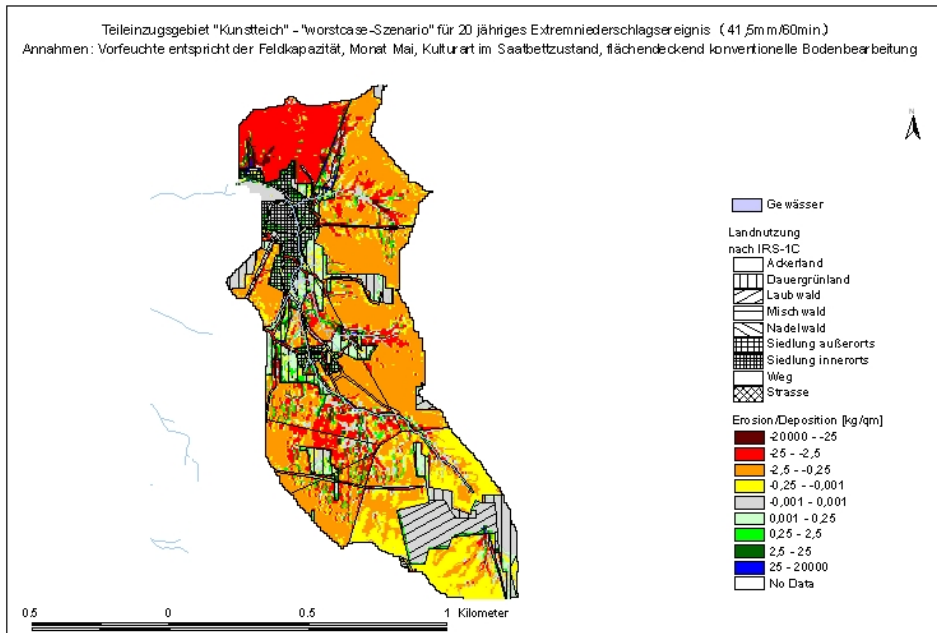 Teileinzugsgebiet "Kunstteich" - "worstcase-Szenario" für 20 jähriges Extremniederschlagsereignis (41,5mm/60min.)
Annahmen: Vorfeuchte entspricht der Feldkapazität, Monat Mai, Kulturart im Saatbettzustand, flächendeckend konventionelle Bodenbearbeitung
N
Gewässer
Landnutzung
nach IRS-1C
Ackerland
Dauergrünland
Laubwald
Mischwald
Nadelwald
Siedlung außerorts
Siedlung innerorts
Weg
Strasse
Erosion/Deposition [kg/qm]
-20000 - -25
-25 - -2,5
-2,5 - -0,25
-0,25 - -0,001
-0,001 - 0,001
0,001 - 0,25
0,25 - 2,5
2,5 - 25
25 - 20000
No Data
0.5 0 0.5 1 Kilometer